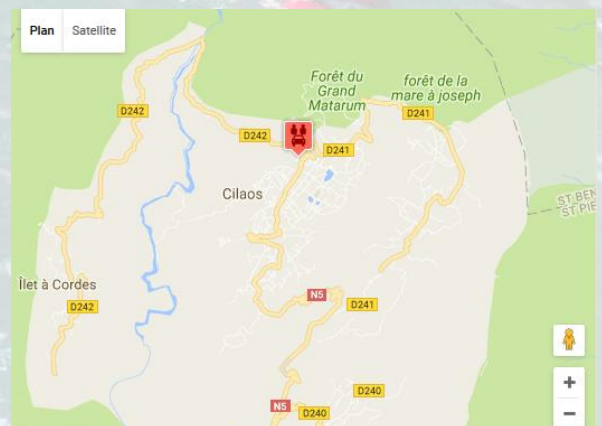 Plan Satellite
Forêt du
Grand
Matarum
forêt de la
mare à joseph
D242
D242
D241
D241
Cilaos
ST BEN
ST PIE
Îlet à Cordes
D242
N5
D241
D240
N5
D240
+
−